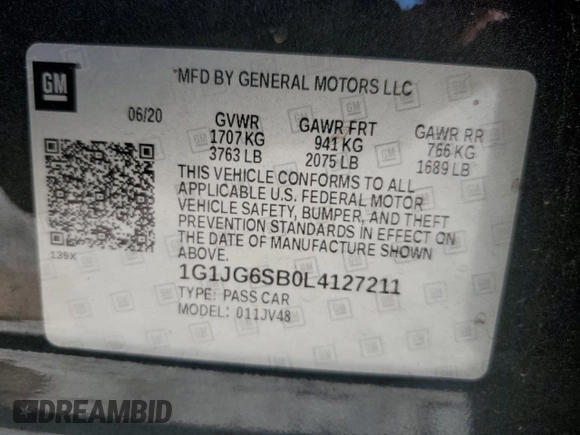 GM
*MFD BY GENERAL MOTORS LLC
06/20
GVWR GAWR FRT GAWR RR
1707 KG 941 KG 766 KG
3763 LB 2075 LB 1689 LB
THIS VEHICLE CONFORMS TO ALL
APPLICABLE U.S. FEDERAL MOTOR
VEHICLE SAFETY, BUMPER, AND THEFT
PREVENTION STANDARDS IN EFFECT ON
THE DATE OF MANUFACTURE SHOWN
ABOVE.
139X
1G1JG6SB0L4127211
TYPE: PASS CAR
MODEL: 011JV48
DREAMBID